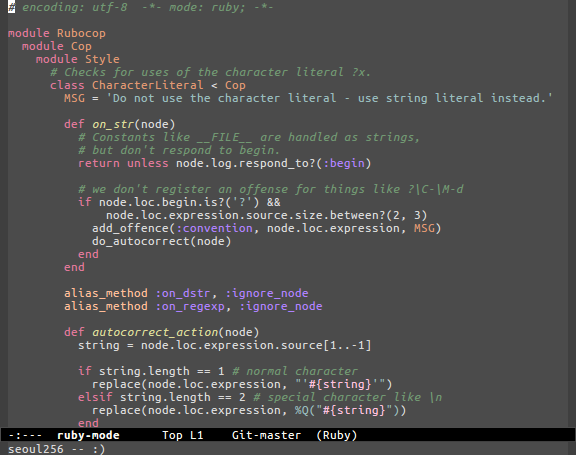 # encoding: utf-8  -*- mode: ruby; -*-

module Rubocop
  module Cop
    module Style
      # Checks for uses of the character literal ?x.
      class CharacterLiteral < Cop
        MSG = 'Do not use the character literal - use string literal instead.'

        def on_str(node)
          # Constants like __FILE__ are handled as strings,
          # but don't respond to begin.
          return unless node.log.respond_to?(:begin)

          # we don't register an offense for things like ?\C-\M-d
          if node.loc.begin.is?('?') &&
              node.loc.expression.source.size.between?(2, 3)
            add_offence(:convention, node.loc.expression, MSG)
            do_autocorrect(node)
          end
        end

        alias_method :on_dstr, :ignore_node
        alias_method :on_regexp, :ignore_node

        def autocorrect_action(node)
          string = node.loc.expression.source[1..-1]

          if string.length == 1 # normal character
            replace(node.loc.expression, "'#{string}'")
          elsif string.length == 2 # special character like \n
            replace(node.loc.expression, %Q("#{string}"))
          end
-:---  ruby-mode      Top L1    Git-master  (Ruby)
seoul256 -- :)